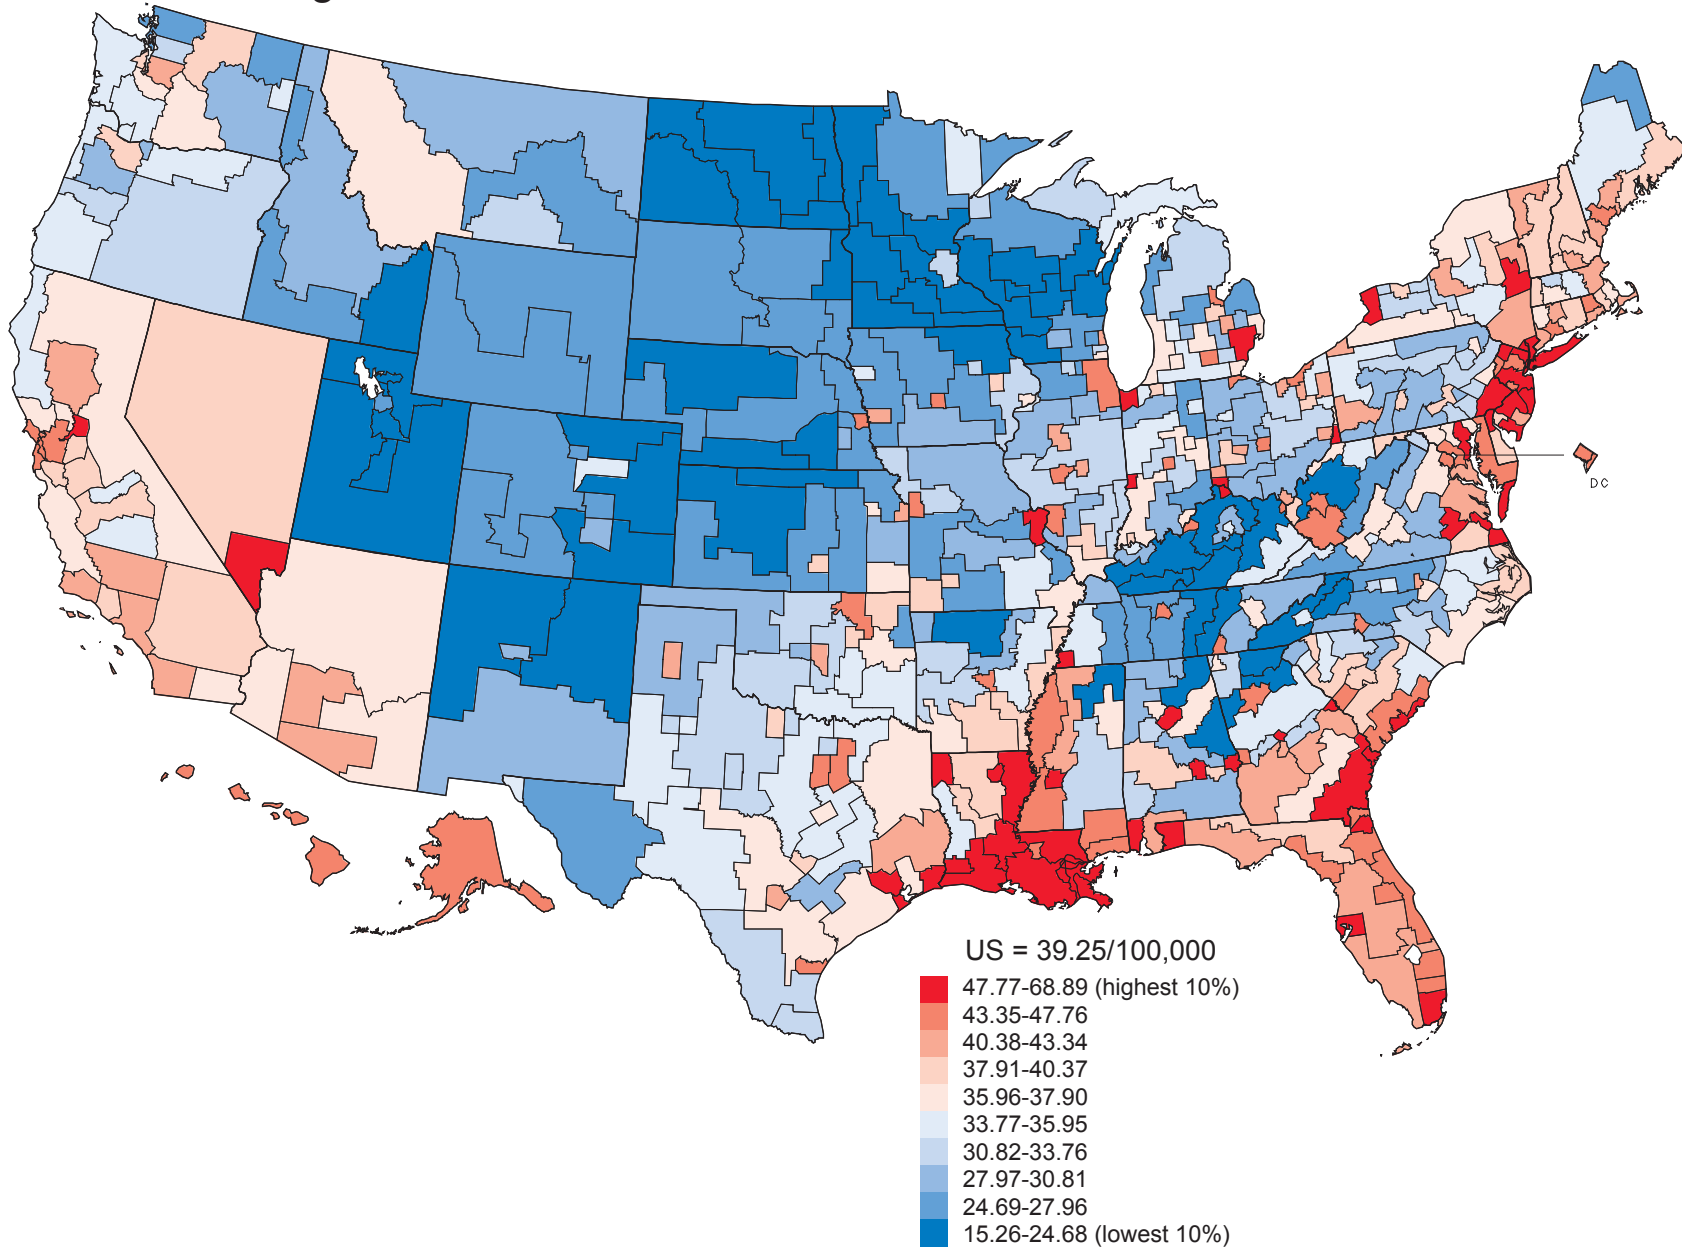 DC
US = 39.25/100,000
47.77-68.89 (highest 10%)
43.35-47.76
40.38-43.34
37.91-40.37
35.96-37.90
33.77-35.95
30.82-33.76
27.97-30.81
24.69-27.96
15.26-24.68 (lowest 10%)